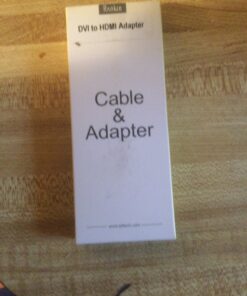 DVI to HDMI Adapter
Cable
&
Adapter